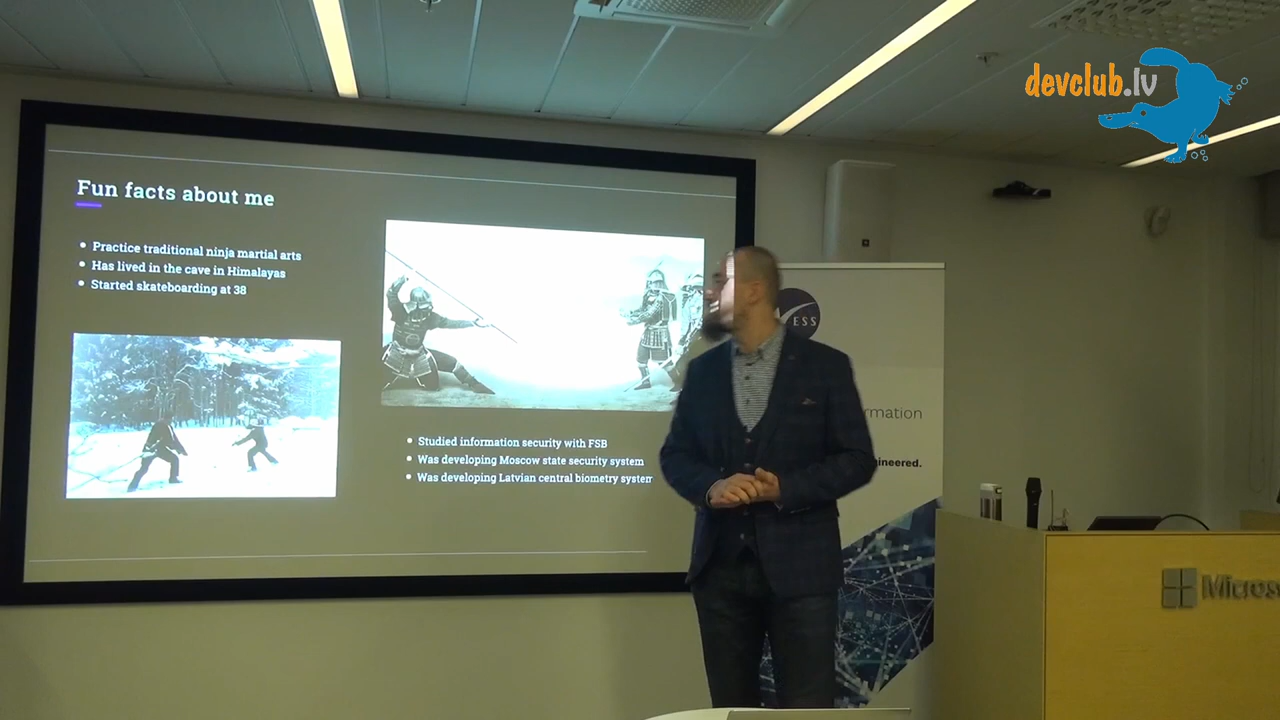 devclub.lv
Fun facts about me
Practice traditional ninja martial arts
Has lived in the cave in Himalayas
Started skateboarding at 38
Studied information security with FSB
Was developing Moscow state security system
Was developing Latvian central biometry system
ESS
rmation
gineered.
Micros